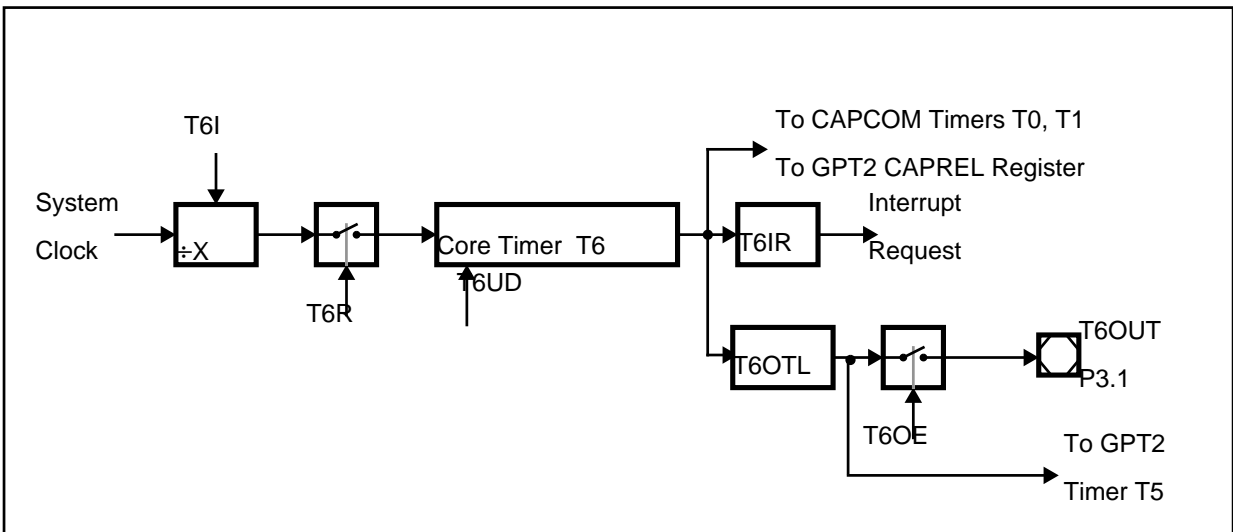 T6I
To CAPCOM Timers T0, T1
To GPT2 CAPREL Register
System
Clock
÷X
Core Timer  T6
T6UD
T6R
T6IR
Interrupt
Request
T6OTL
T6OUT
P3.1
T6OE
To GPT2
Timer T5